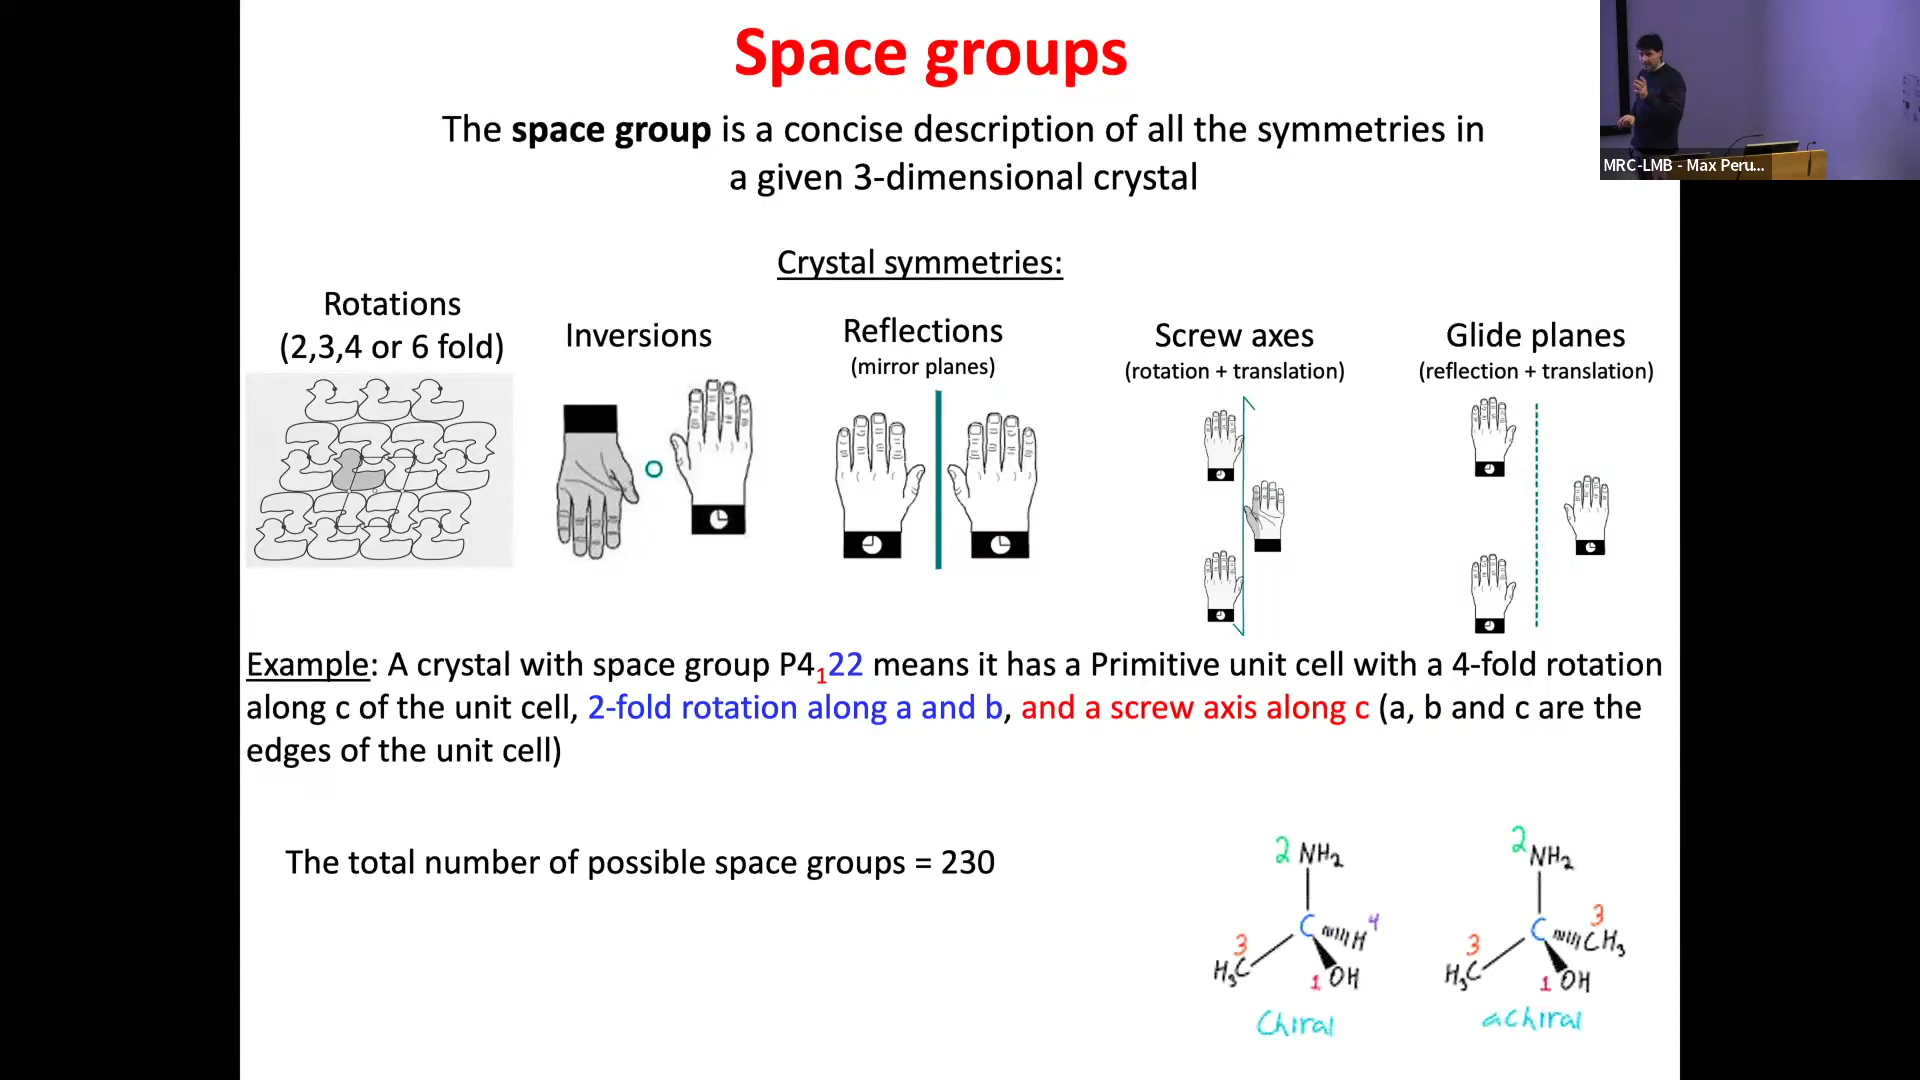 Space groups
The space group is a concise description of all the symmetries in
a given 3-dimensional crystal
MRC-LMB - Max Peru...
Crystal symmetries:
Rotations
(2,3,4 or 6 fold)
Inversions
Reflections
(mirror planes)
Screw axes
(rotation + translation)
Glide planes
(reflection + translation)
Example: A crystal with space group P4₁22 means it has a Primitive unit cell with a 4-fold rotation
along c of the unit cell, 2-fold rotation along a and b, and a screw axis along c (a, b and c are the
edges of the unit cell)
The total number of possible space groups = 230
2 NH₂
C
4
H
3
H₃C
1 OH
Chiral
2 NH₂
C
3
CH₃
3
H₃C
1 OH
achiral